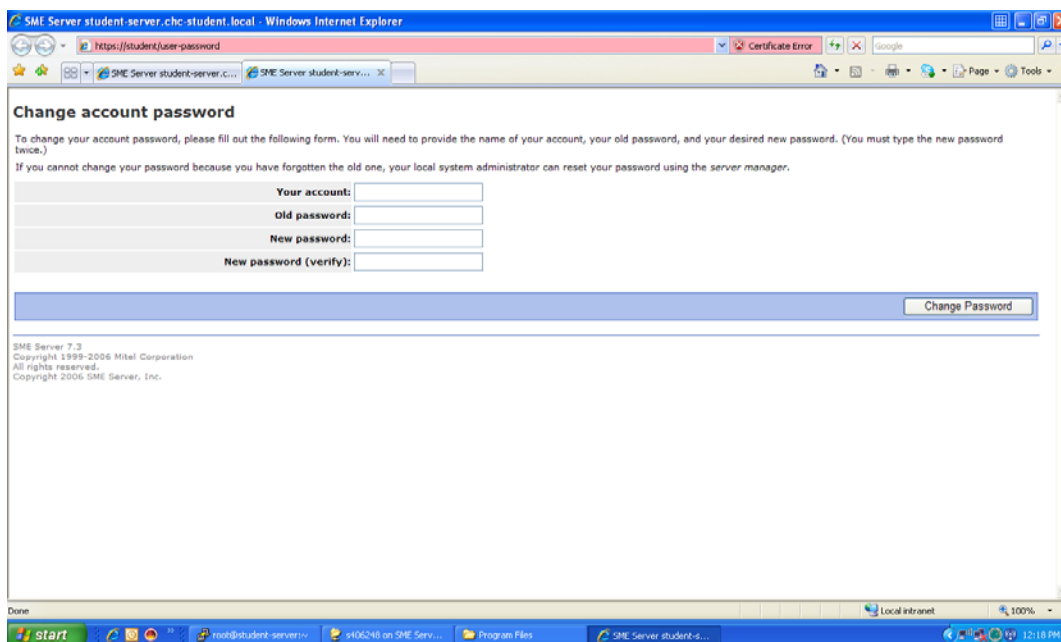 SME Server student-server.chc-student.local - Windows Internet Explorer
https://student/user-password
Certificate Error
Google
SME Server student-server.c...
SME Server student-serv...
Page
Tools
Change account password
To change your account password, please fill out the following form. You will need to provide the name of your account, your old password, and your desired new password. (You must type the new password
twice.)
If you cannot change your password because you have forgotten the old one, your local system administrator can reset your password using the server manager.
Your account:
Old password:
New password:
New password (verify):
Change Password
SME Server 7.3
Copyright 1999-2006 Mitel Corporation
All rights reserved.
Copyright 2006 SME Server, Inc.
Done
Local intranet
100%
start
root@student-server:~
s406248 on SME Serv...
Program Files
SME Server student-s...
12:18 PM